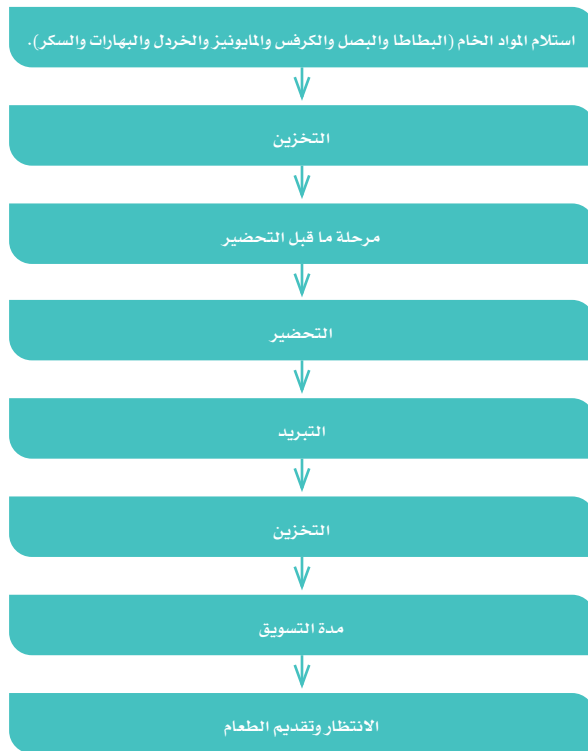 استلام المواد الخام (البطاطا والبصل والكرفس والمايونيز والخردل والبهارات والسكر).
التخزين
مرحلة ما قبل التحضير
التحضير
التبريد
التخزين
مدة التسويق
الانتظار وتقديم الطعام